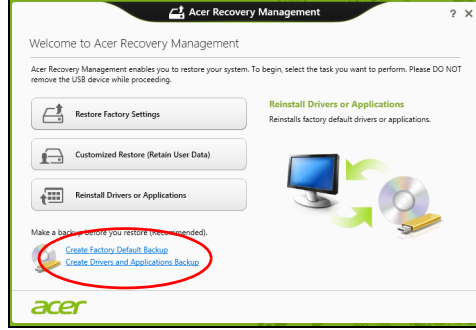 Acer Recovery Management
? X
Welcome to Acer Recovery Management
Acer Recovery Management enables you to restore your system. To begin, select the task you want to perform. Please DO NOT
remove the USB device while proceeding.
Restore Factory Settings
Customized Restore (Retain User Data)
Reinstall Drivers or Applications
Reinstall Drivers or Applications
Reinstalls factory default drivers or applications.
Make a backup before you restore (Recommended).
Create Factory Default Backup
Create Drivers and Applications Backup
acer